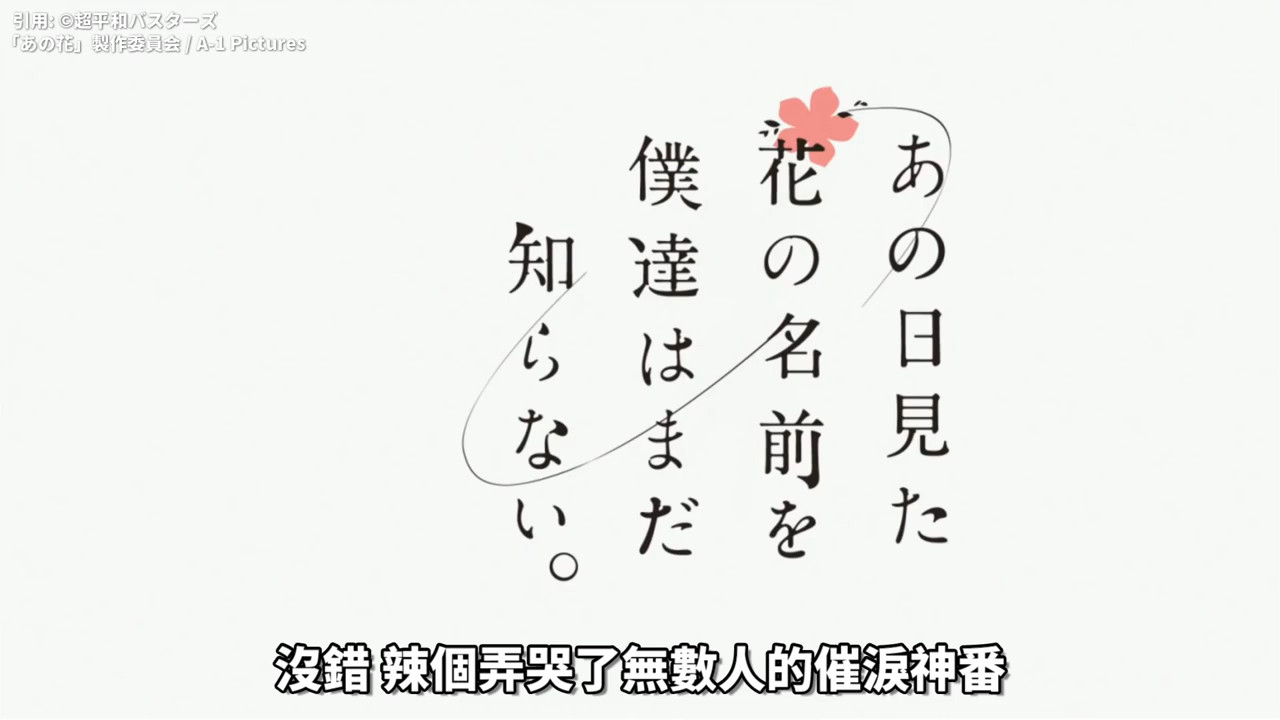 引用: ©超平和バスターズ
「あの花」製作委員会 / A-1 Pictures
あの日見た
花の名前を
僕達はまだ
知らない。
沒錯 辣個弄哭了無數人的催淚神番